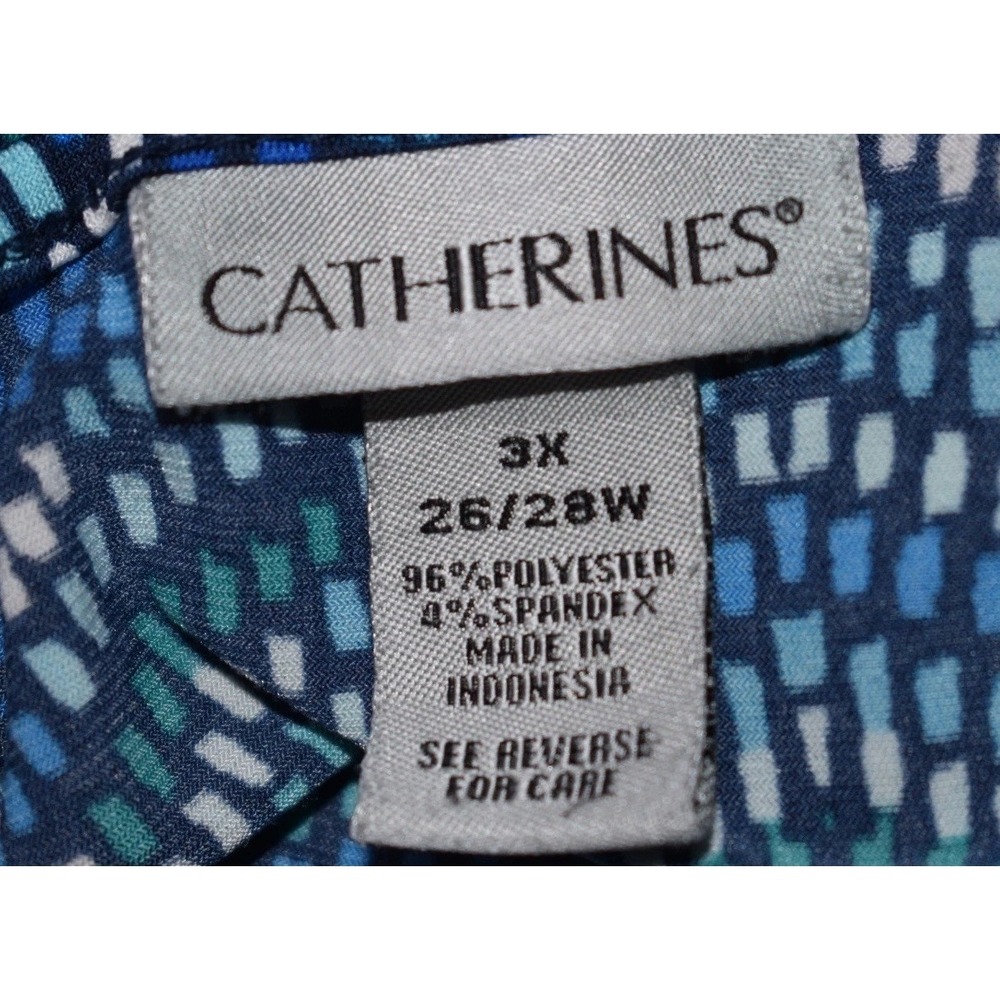 CATHERINES®
3X
26/28W
96%POLYESTER
4%SPANDEX
MADE IN
INDONESIA
SEE REVERSE
FOR CARE